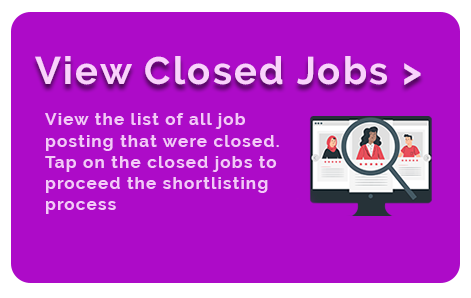 View Closed Jobs >
View the list of all job
posting that were closed.
Tap on the closed jobs to
proceed the shortlisting
process